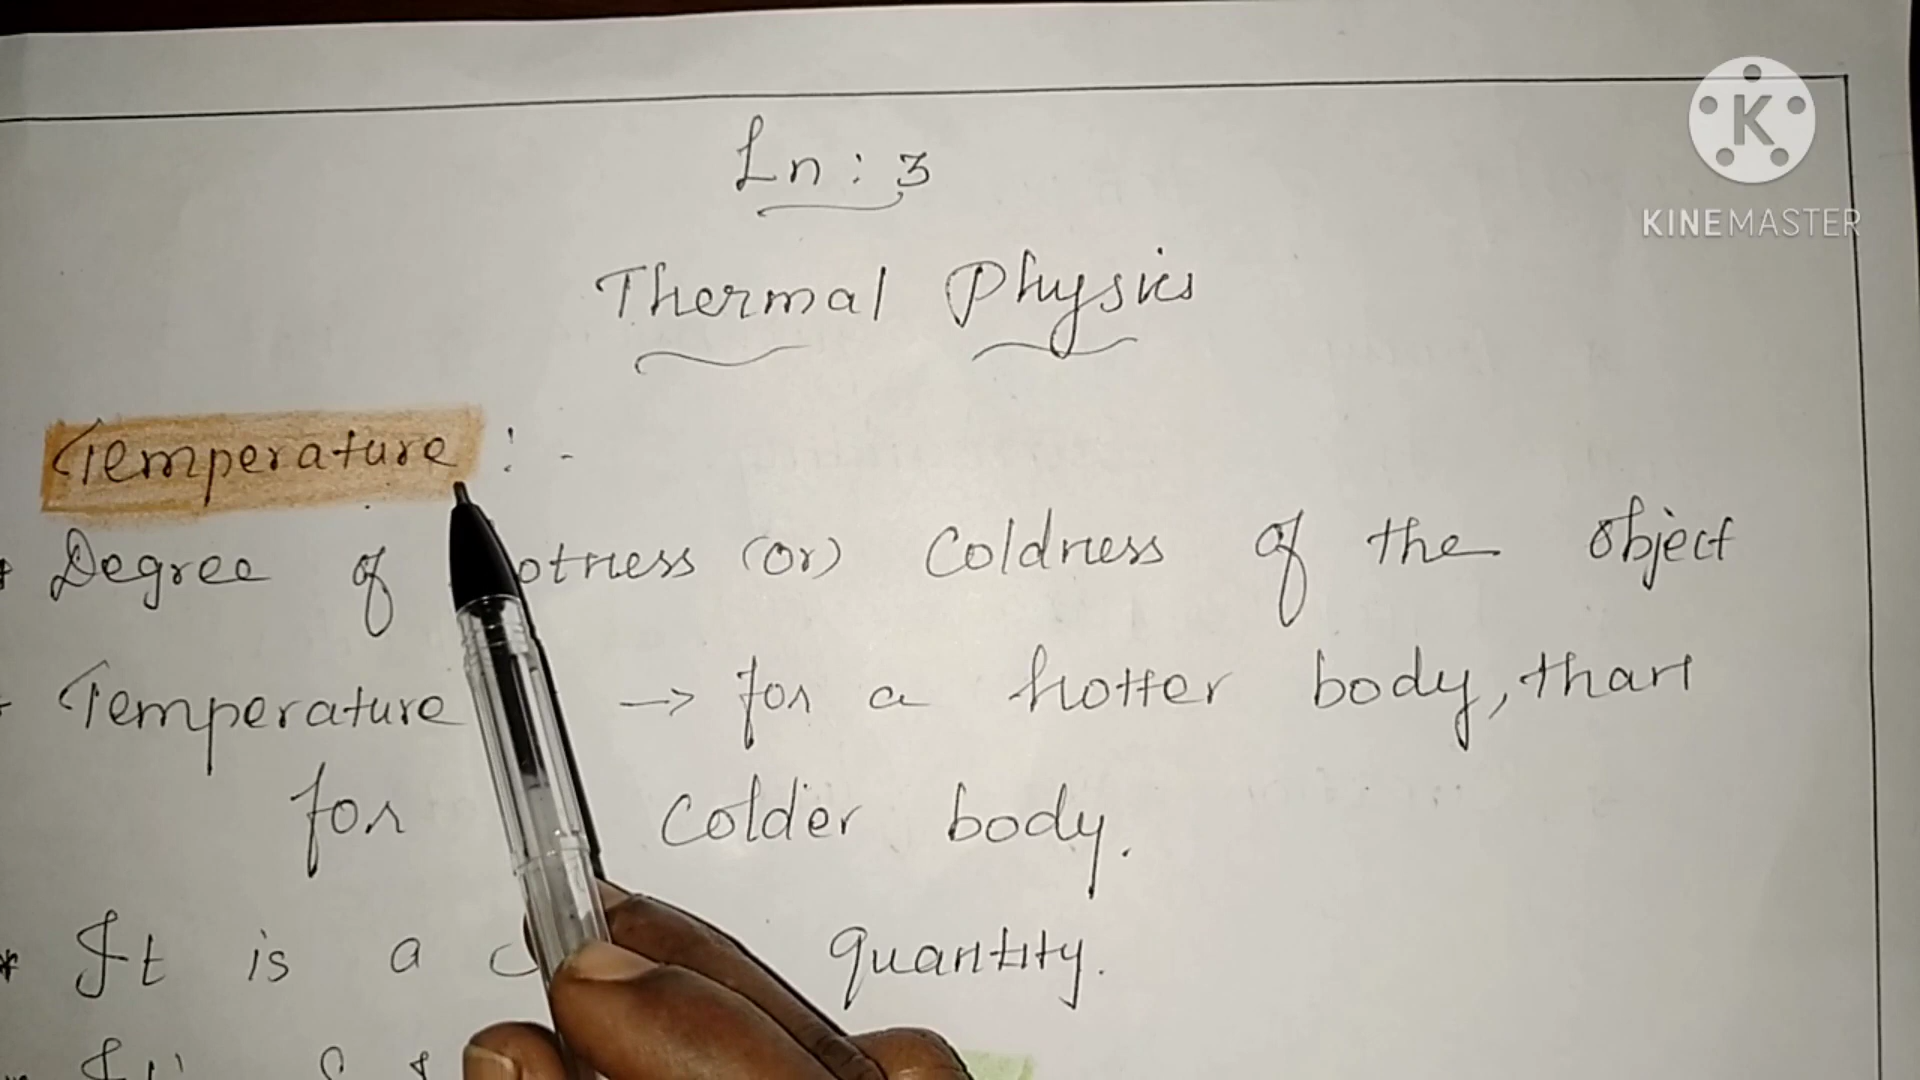 Ln : 3
KINEMASTER
Thermal Physics
Temperature :-
* Degree of otness (or) Coldness of the object
Temperature → for a hotter body, than
for colder body.
* It is a quantity.